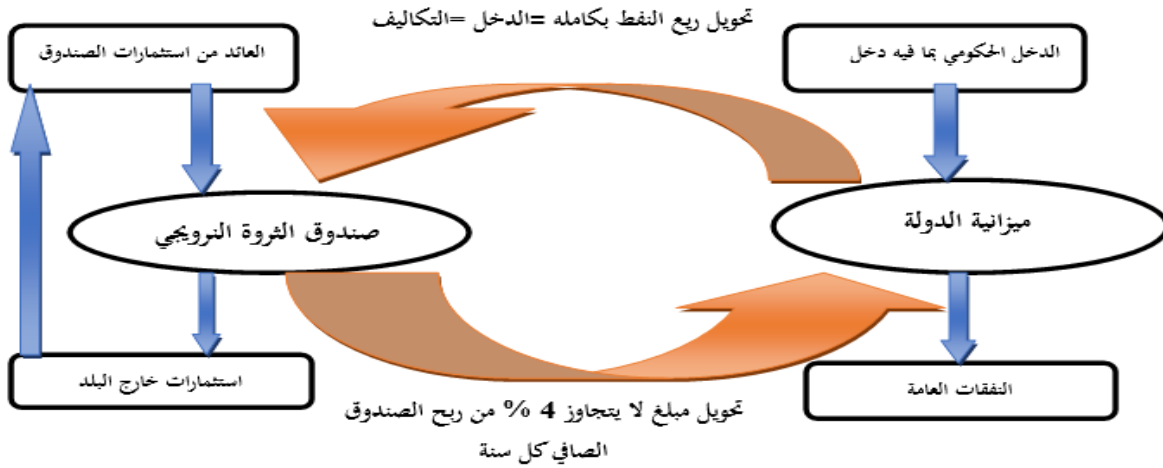 تحويل ريع النفط بكامله =الدخل =التكاليف
الدخل الحكومي بما فيه دخل
العائد من استثمارات الصندوق
ميزانية الدولة
صندوق الثروة النرويجي
النفقات العامة
استثمارات خارج البلد
تحويل مبلغ لا يتجاوز 4 % من ربح الصندوق
الصافي كل سنة